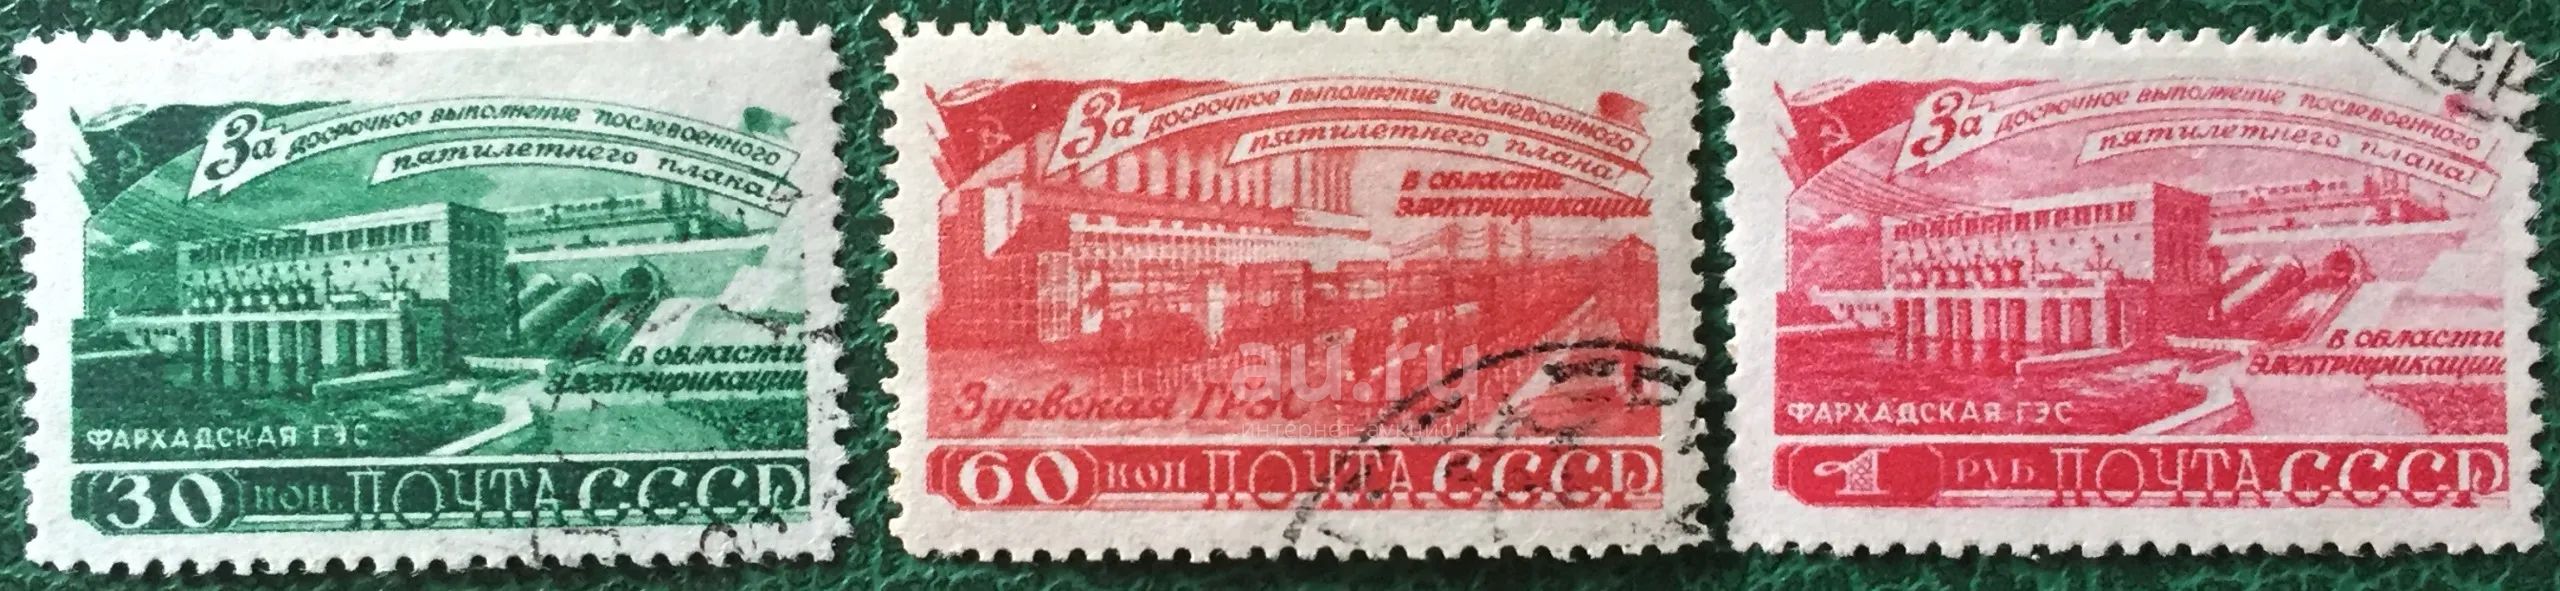 За досрочное выполнение послевоенного
пятилетнего плана!
в области
электрификации
ФАРХАДСКАЯ ГЭС
30 КОП. ПОЧТА СССР
За досрочное выполнение послевоенного
пятилетнего плана!
в области
электрификации
Зуевская ГРЭС
60 КОП ПОЧТА СССР
За досрочное выполнение послевоенного
пятилетнего плана!
в области
электрификации
ФАРХАДСКАЯ ГЭС
1 РУБ. ПОЧТА СССР
au.ru
интернет-аукцион